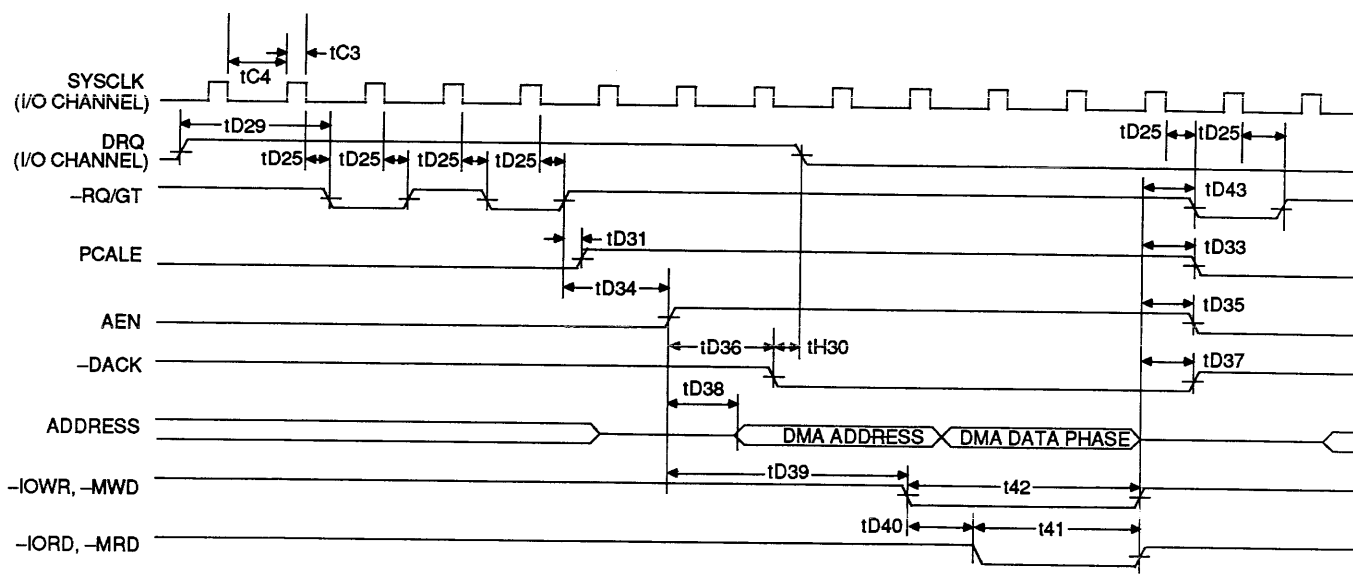 tC3
tC4
SYSCLK
(I/O CHANNEL)
tD29
tD25 tD25
DRQ
(I/O CHANNEL)
tD25 tD25 tD25 tD25
–RQ/GT
tD43
tD31
PCALE
tD33
tD34
AEN
tD35
tD36 tH30
–DACK
tD37
tD38
ADDRESS
DMA ADDRESS DMA DATA PHASE
tD39
–IOWR, –MWD
t42
tD40 t41
–IORD, –MRD